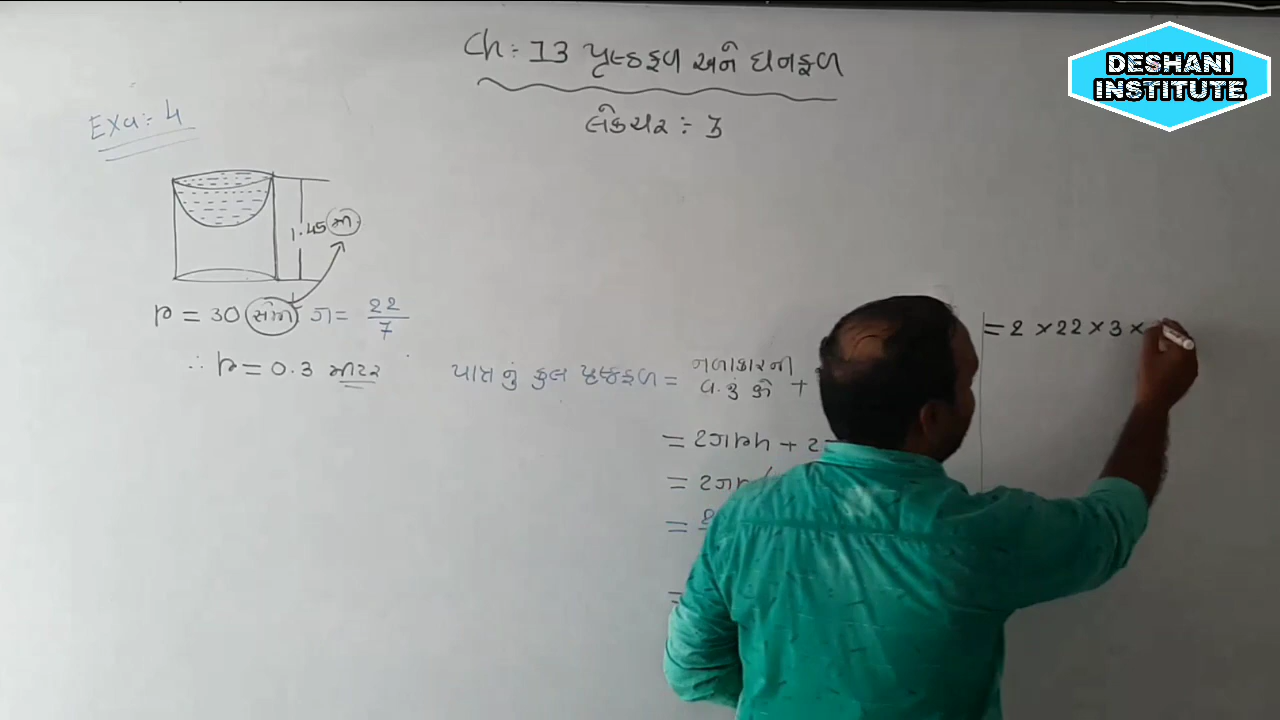 Ch :- 13 પૃષ્ઠફળ અને ઘનફળ
લેક્ચર :- 3
DESHANI
INSTITUTE
Exa :- 4
1.45 મી.
r = 30 સેમી π = 22/7
∴ r = 0.3 મીટર
પાત્રનું કુલ પૃષ્ઠફળ = નળાકારની
વ.પૃ.ફ +
= 2πrh + 2
= 2πr
=
=
= 2 × 22 × 3 ×